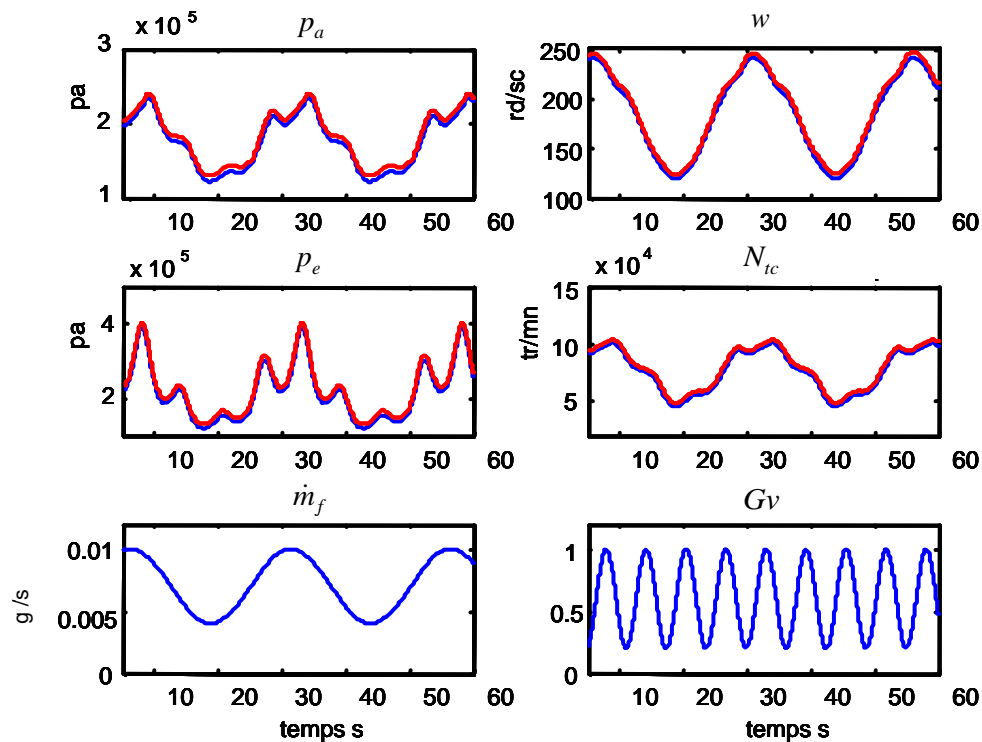 x 10 5
p_a
3
2
1
pa
10 20 30 40 50 60
w
250
200
150
100
rd/sc
10 20 30 40 50 60
x 10 5
p_e
4
2
pa
10 20 30 40 50 60
x 10 4
N_tc
15
10
5
tr/mn
10 20 30 40 50 60
ṁ_f
0.01
0.005
0
g /s
10 20 30 40 50 60
temps s
Gv
1
0.5
0
10 20 30 40 50 60
temps s